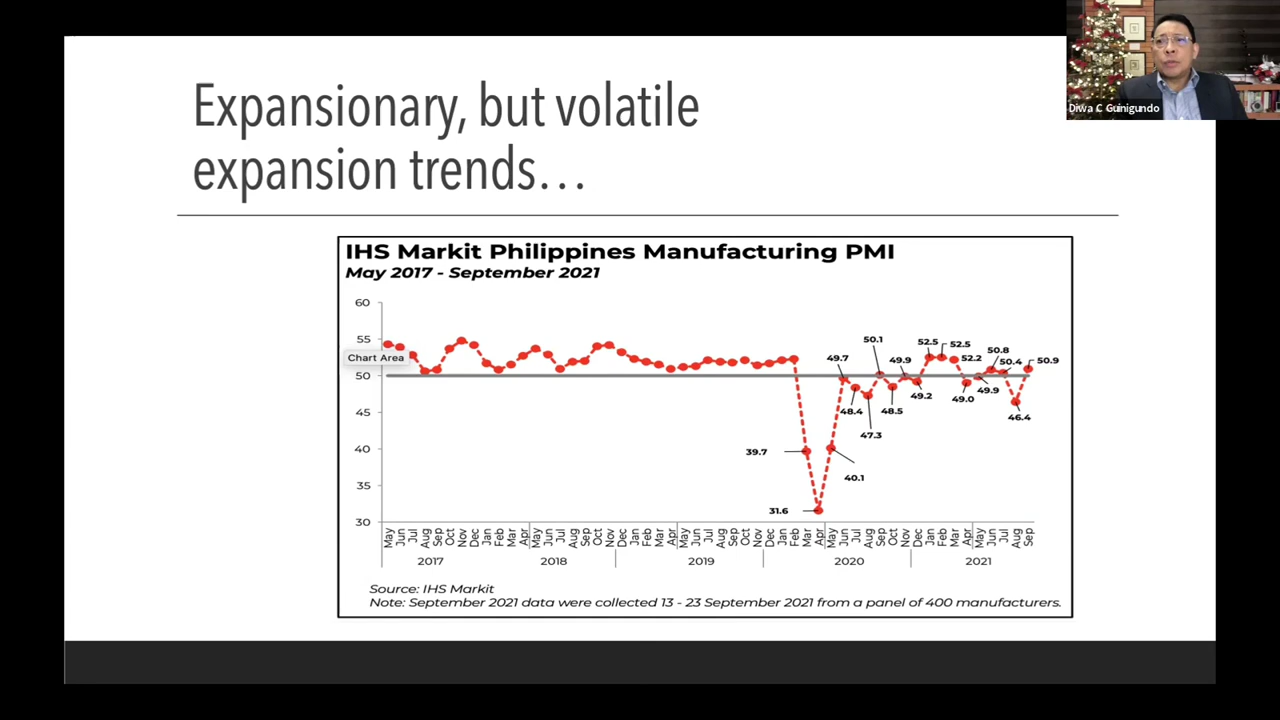 Expansionary, but volatile
expansion trends…
Diwa C Guinigundo
IHS Markit Philippines Manufacturing PMI
May 2017 - September 2021
60
55
50
45
40
35
30
Chart Area
39.7
31.6
40.1
49.7
48.4
47.3
50.1
48.5
49.9
49.2
52.5
52.5
52.2
49.0
49.9
50.8
50.4
46.4
50.9
May Jun Jul Aug Sep Oct Nov Dec Jan Feb Mar Apr May Jun Jul Aug Sep Oct Nov Dec Jan Feb Mar Apr May Jun Jul Aug Sep Oct Nov Dec Jan Feb Mar Apr May Jun Jul Aug Sep Oct Nov Dec Jan Feb Mar Apr May Jun Jul Aug Sep
2017 2018 2019 2020 2021
Source: IHS Markit
Note: September 2021 data were collected 13 - 23 September 2021 from a panel of 400 manufacturers.